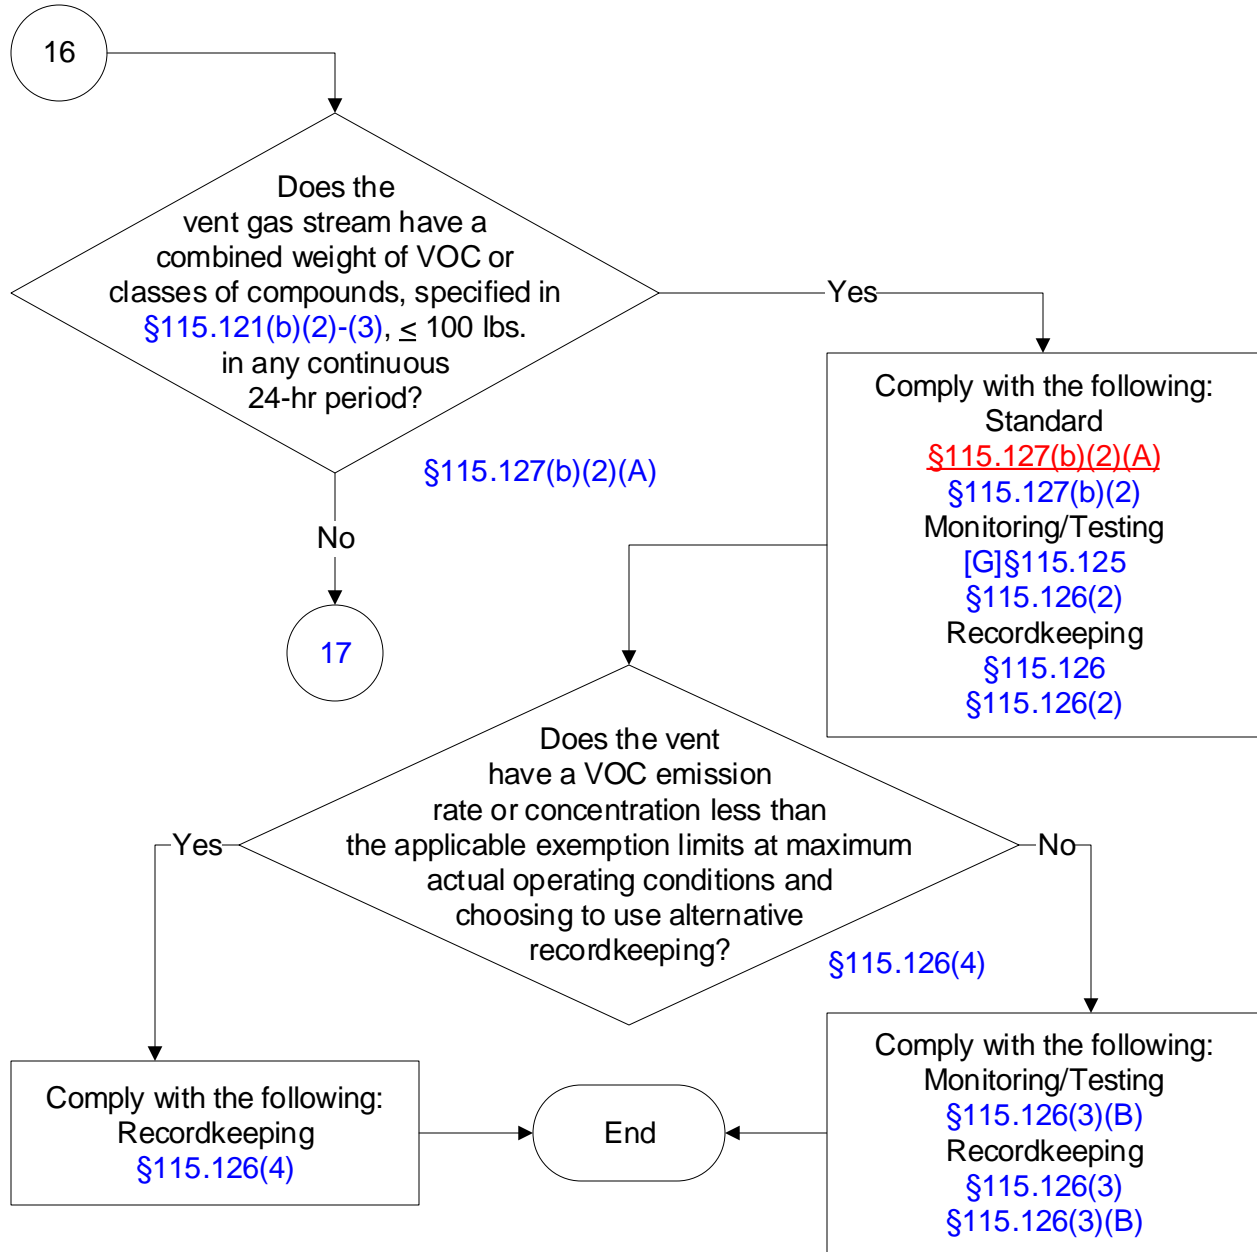 16
Does the
vent gas stream have a
combined weight of VOC or
classes of compounds, specified in
§115.121(b)(2)-(3), ≤ 100 lbs.
in any continuous
24-hr period?
Yes
§115.127(b)(2)(A)
No
17
Comply with the following:
Standard
§115.127(b)(2)(A)
§115.127(b)(2)
Monitoring/Testing
[G]§115.125
§115.126(2)
Recordkeeping
§115.126
§115.126(2)
Does the vent
have a VOC emission
rate or concentration less than
the applicable exemption limits at maximum
actual operating conditions and
choosing to use alternative
recordkeeping?
Yes
No
§115.126(4)
Comply with the following:
Recordkeeping
§115.126(4)
End
Comply with the following:
Monitoring/Testing
§115.126(3)(B)
Recordkeeping
§115.126(3)
§115.126(3)(B)